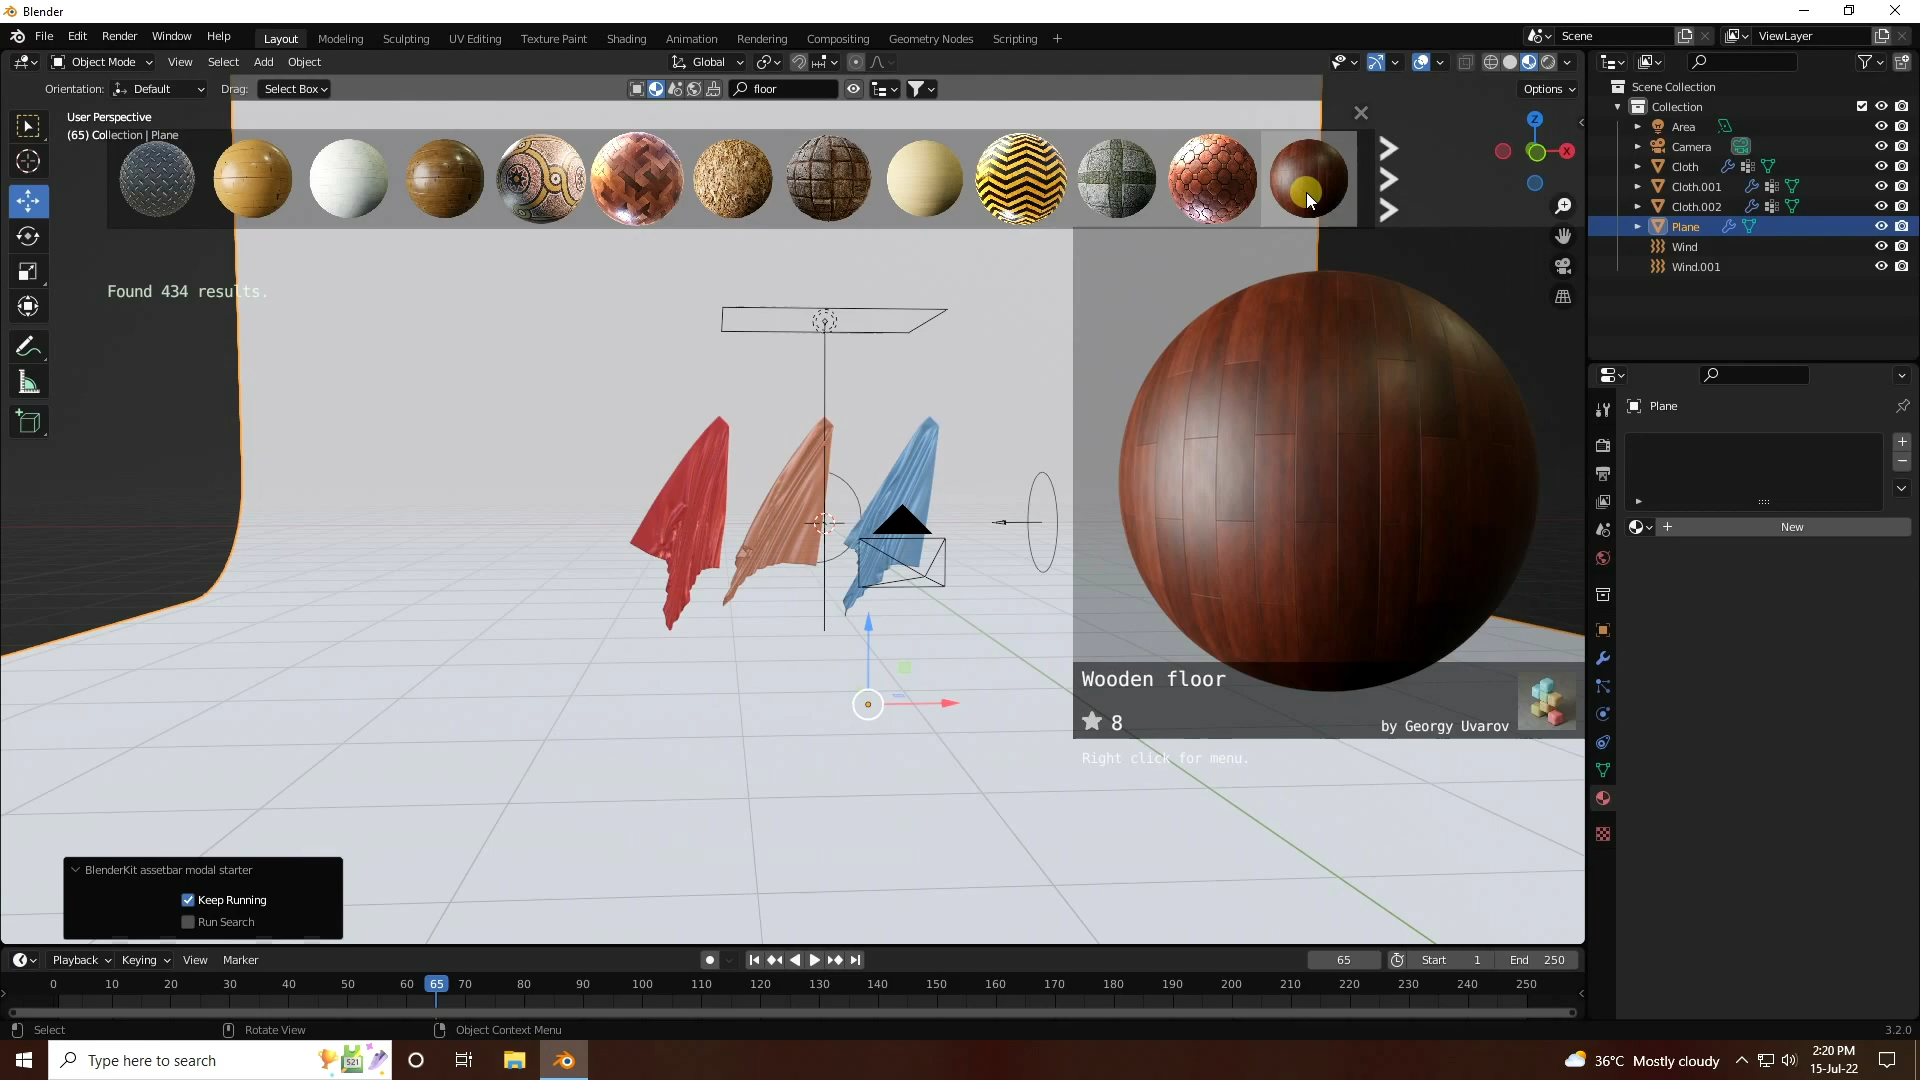 Blender
File Edit Render Window Help Layout Modeling Sculpting UV Editing Texture Paint Shading Animation Rendering Compositing Geometry Nodes Scripting Scene ViewLayer
Object Mode View Select Add Object Global
Orientation: Default Drag: Select Box floor Options
User Perspective
(65) Collection | Plane
Z
X
Found 434 results.
Wooden floor
8
by Georgy Uvarov
Right click for menu.
BlenderKit assetbar modal starter
Keep Running
Run Search
Scene Collection
Collection
Area
Camera
Cloth
Cloth.001
Cloth.002
Plane
Wind
Wind.001
Plane
New
Playback Keying View Marker 65 Start 1 End 250
0 10 20 30 40 50 60 65 70 80 90 100 110 120 130 140 150 160 170 180 190 200 210 220 230 240 250
Select Rotate View Object Context Menu 3.2.0
Type here to search
36°C Mostly cloudy
2:20 PM
15-Jul-22